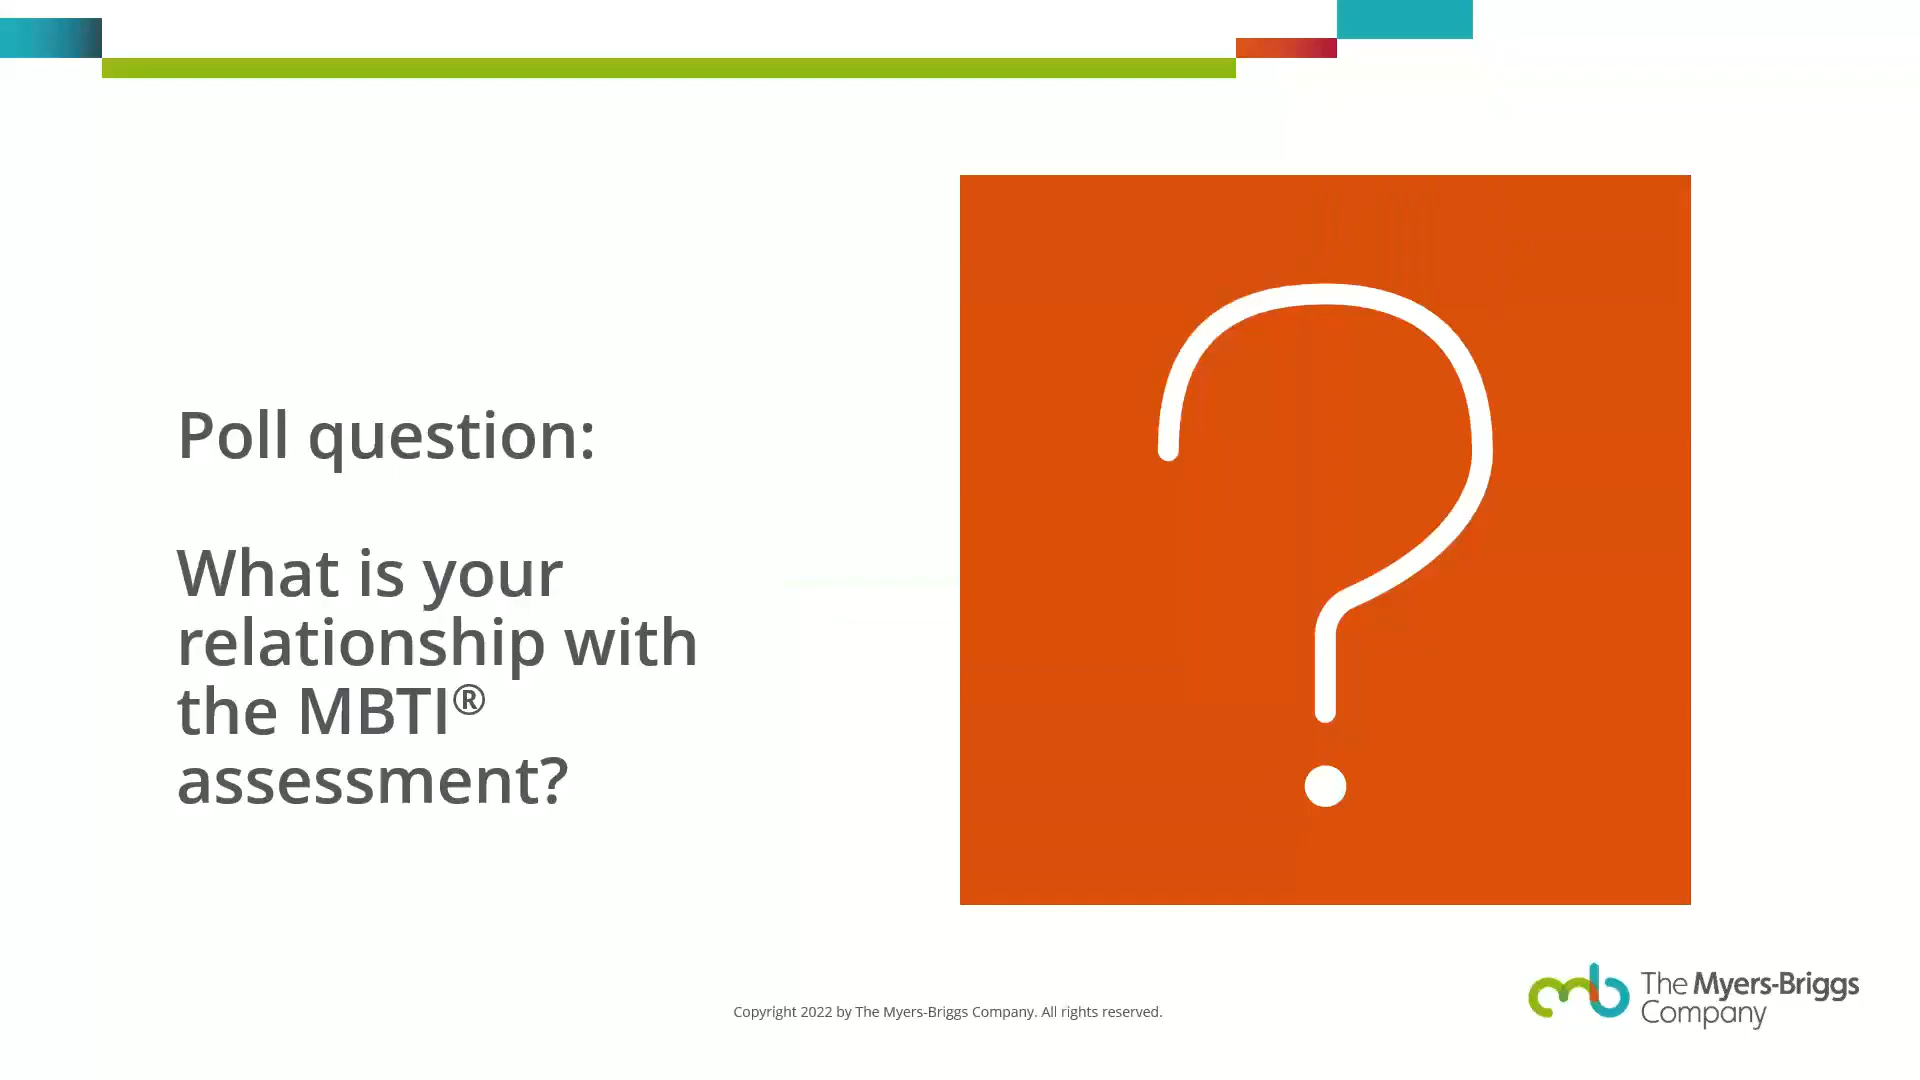 Poll question:
What is your
relationship with
the MBTI®
assessment?
Copyright 2022 by The Myers-Briggs Company. All rights reserved.
The Myers-Briggs
Company